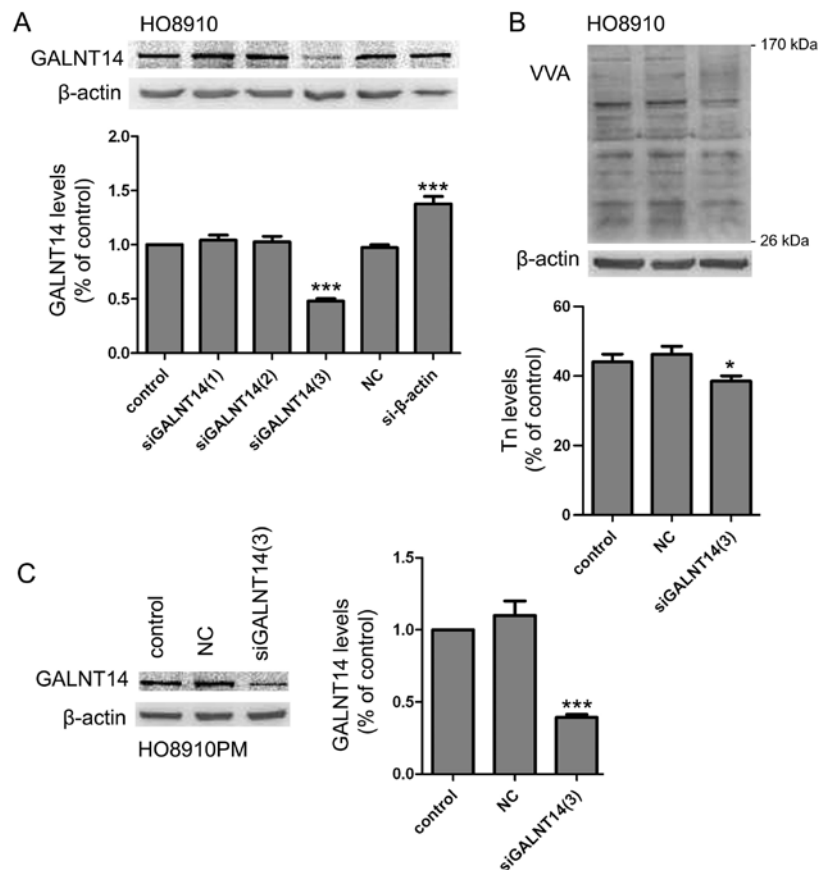 A
HO8910
GALNT14
β-actin
GALNT14 levels
(% of control)
2.0
1.5
1.0
0.5
0.0
***
***
control
siGALNT14(1)
siGALNT14(2)
siGALNT14(3)
NC
si-β-actin
B
HO8910
VVA
170 kDa
26 kDa
β-actin
Tn levels
(% of control)
60
40
20
0
*
control
NC
siGALNT14(3)
C
control
NC
siGALNT14(3)
GALNT14
β-actin
HO8910PM
GALNT14 levels
(% of control)
1.5
1.0
0.5
0.0
***
control
NC
siGALNT14(3)